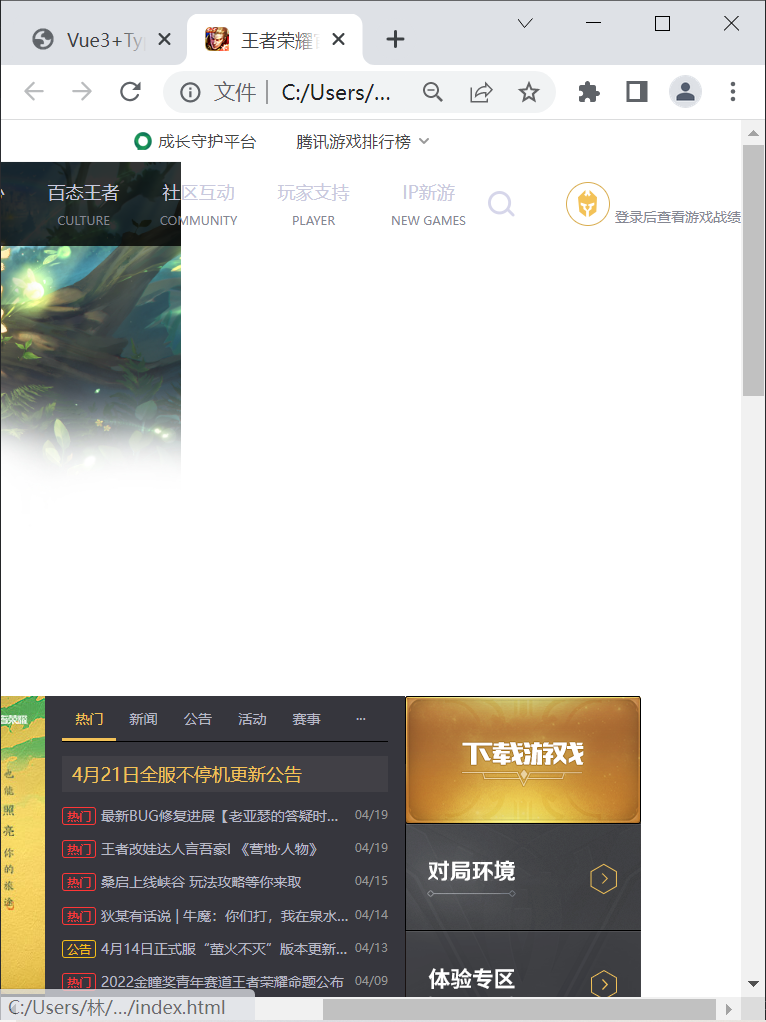 Vue3+Ty
王者荣耀官
文件 | C:/Users/...
成长守护平台 腾讯游戏排行榜
百态王者 社区互动 玩家支持 IP新游
CULTURE COMMUNITY PLAYER NEW GAMES
登录后查看游戏战绩
热门 新闻 公告 活动 赛事 ...
4月21日全服不停机更新公告
热门 最新BUG修复进展【老亚瑟的答疑时... 04/19
热门 王者改娃达人言吾豪! 《营地·人物》 04/19
热门 桑启上线峡谷 玩法攻略等你来取 04/15
热门 狄某有话说 | 牛魔：你们打，我在泉水... 04/14
公告 4月14日正式服“萤火不灭”版本更新... 04/13
热门 2022金瞳奖青年赛道王者荣耀命题公布 04/09
也能照亮你的旅途
下载游戏
对局环境
体验专区
C:/Users/林/.../index.html